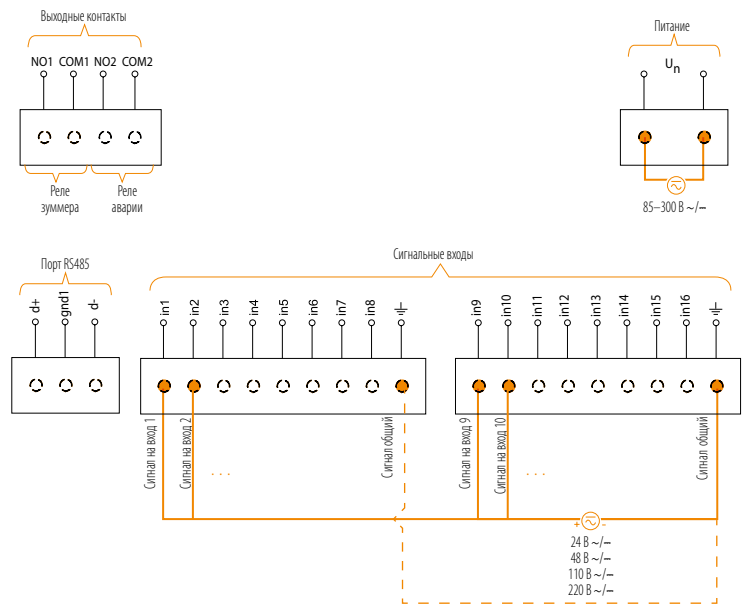 Выходные контакты
Питание
NO1 COM1 NO2 COM2
Un
Реле зуммера
Реле аварии
85–300 В ~/⎓
Порт RS485
Сигнальные входы
d+
gnd1
d-
in1
in2
in3
in4
in5
in6
in7
in8
in9
in10
in11
in12
in13
in14
in15
in16
Сигнал на вход 1
Сигнал на вход 2
. . .
Сигнал общий
Сигнал на вход 9
Сигнал на вход 10
. . .
Сигнал общий
+ -
24 В ~/⎓
48 В ~/⎓
110 В ~/⎓
220 В ~/⎓